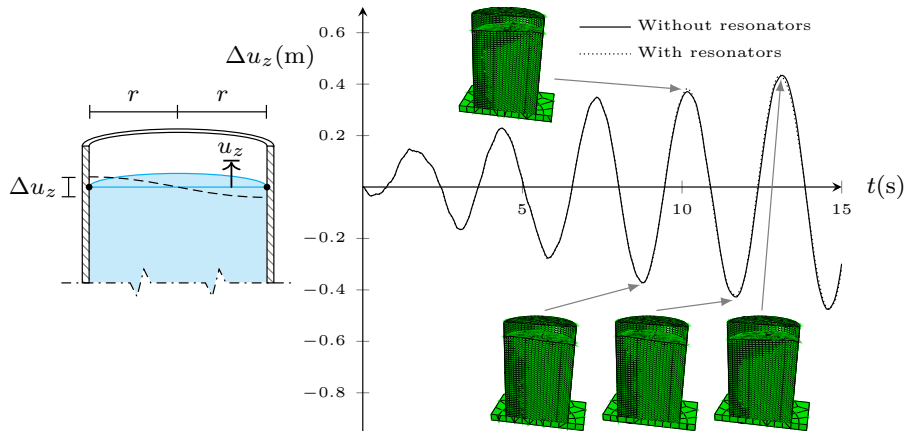 r r
u_z
Δu_z
Δu_z(m)
0.6
0.4
0.2
−0.2
−0.4
−0.6
−0.8
5 10 15
t(s)
Without resonators
With resonators